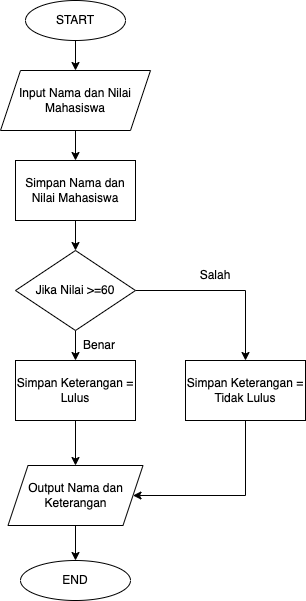 START
Input Nama dan Nilai
Mahasiswa
Simpan Nama dan
Nilai Mahasiswa
Jika Nilai >=60
Salah
Benar
Simpan Keterangan =
Lulus
Simpan Keterangan =
Tidak Lulus
Output Nama dan
Keterangan
END